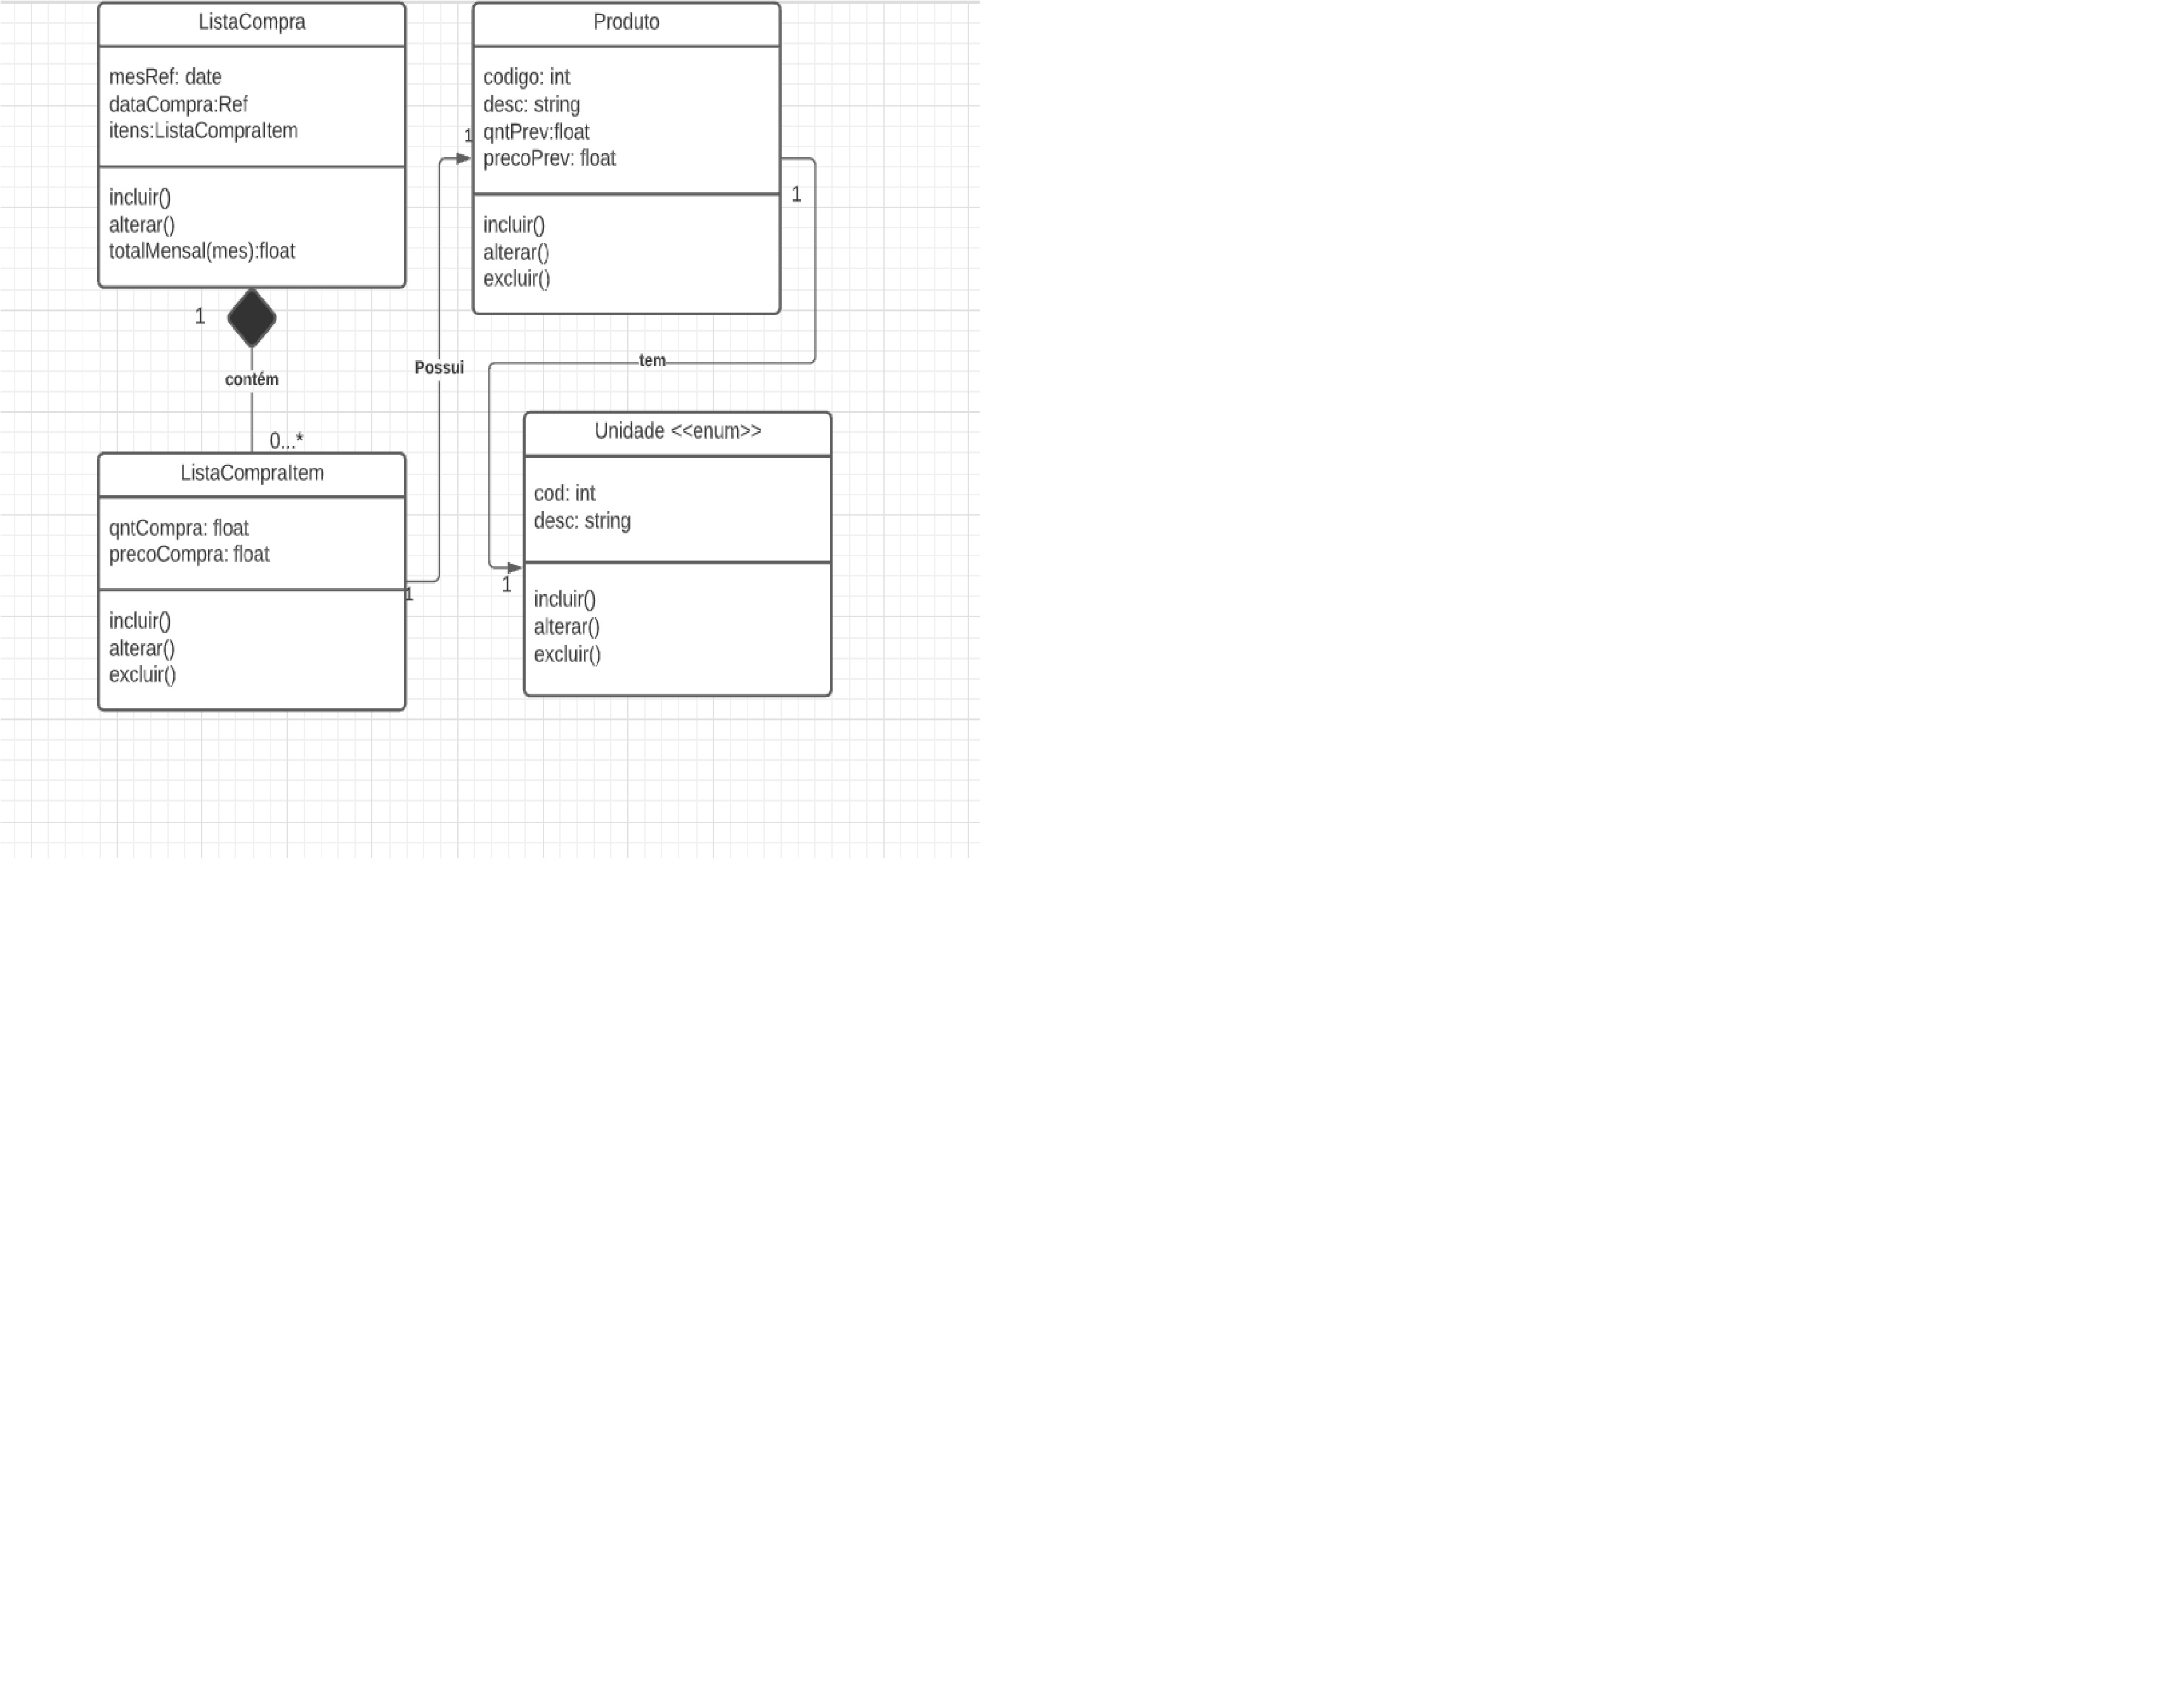 ListaCompra
mesRef: date
dataCompra:Ref
itens:ListaCompraItem
incluir()
alterar()
totalMensal(mes):float
1
contém
0...*
ListaCompraItem
qntCompra: float
precoCompra: float
incluir()
alterar()
excluir()
1
Possui
1
Produto
codigo: int
desc: string
qntPrev:float
precoPrev: float
incluir()
alterar()
excluir()
1
tem
1
Unidade <<enum>>
cod: int
desc: string
incluir()
alterar()
excluir()